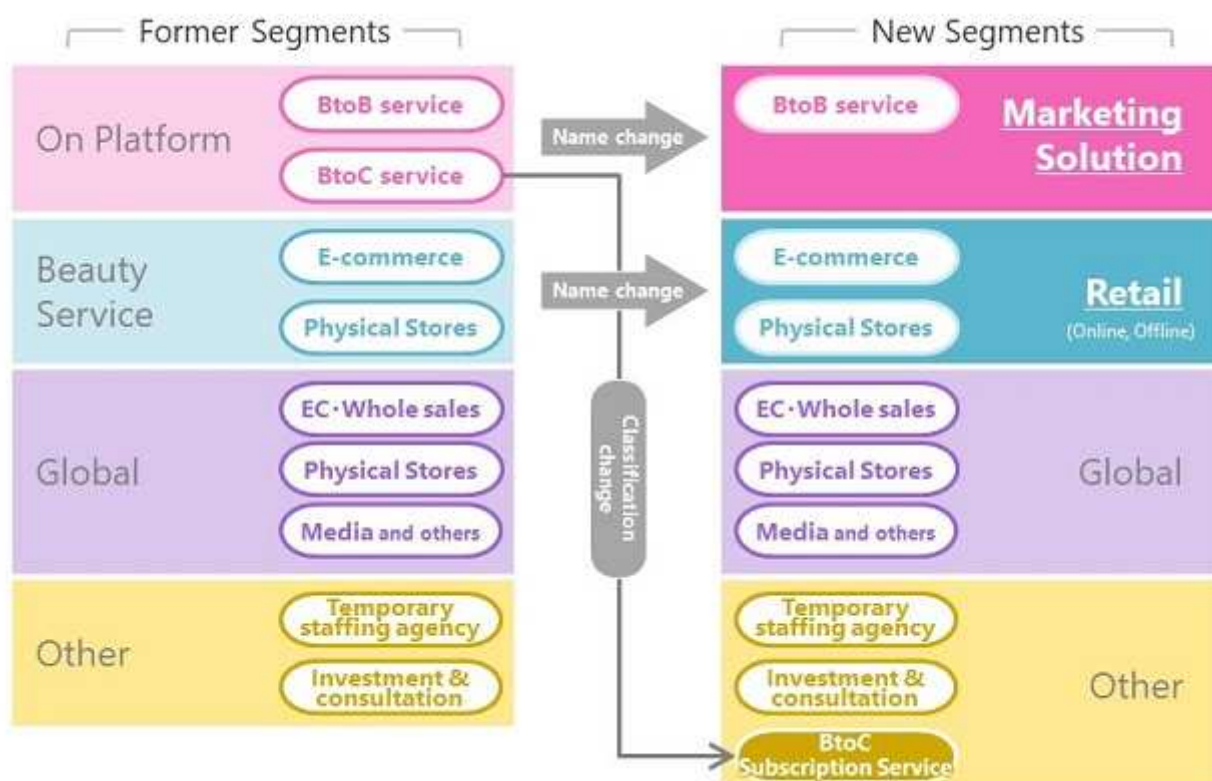 Former Segments
New Segments
On Platform
BtoB service
BtoC service
Name change
BtoB service
Marketing
Solution
Beauty
Service
E-commerce
Physical Stores
Name change
E-commerce
Physical Stores
Retail
(Online, Offline)
Global
EC·Whole sales
Physical Stores
Media and others
Classification
change
EC·Whole sales
Physical Stores
Media and others
Global
Other
Temporary
staffing agency
Investment &
consultation
Temporary
staffing agency
Investment &
consultation
BtoC
Subscription Service
Other